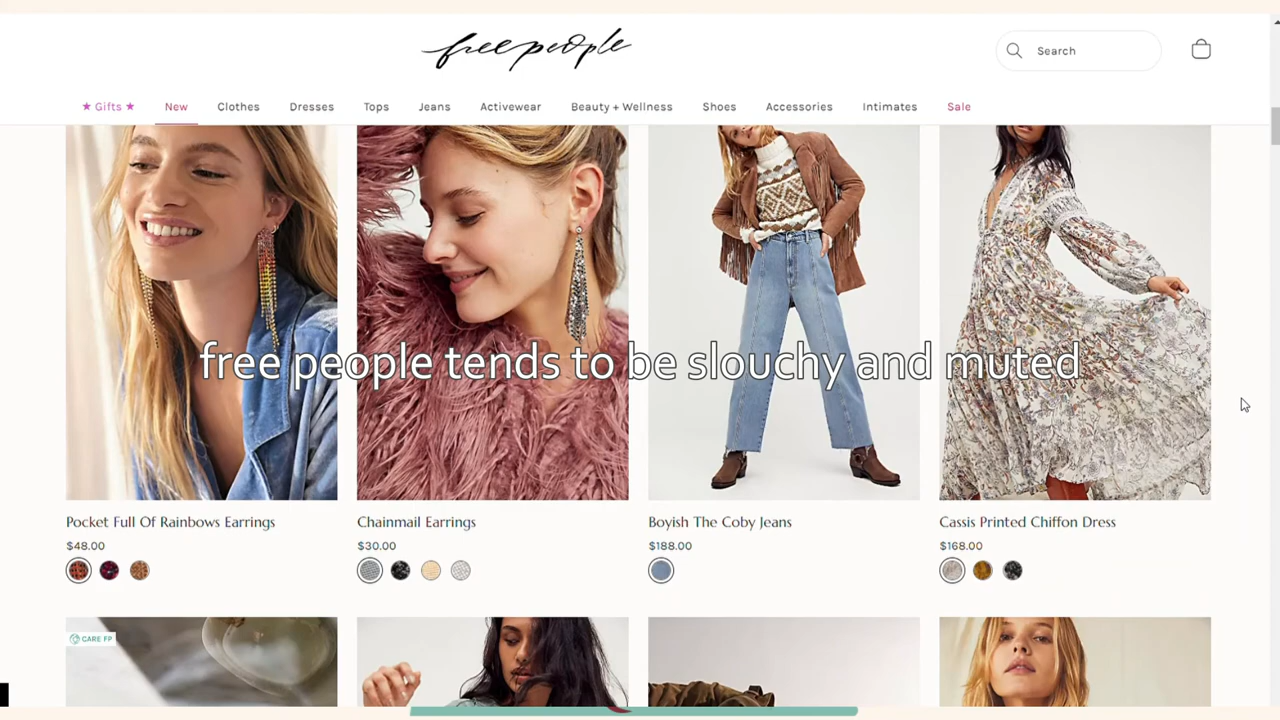 free people
Search
★ Gifts ★ New Clothes Dresses Tops Jeans Activewear Beauty + Wellness Shoes Accessories Intimates Sale
free people tends to be slouchy and muted
Pocket Full Of Rainbows Earrings
$48.00
Chainmail Earrings
$30.00
Boyish The Coby Jeans
$188.00
Cassis Printed Chiffon Dress
$168.00
CARE FP